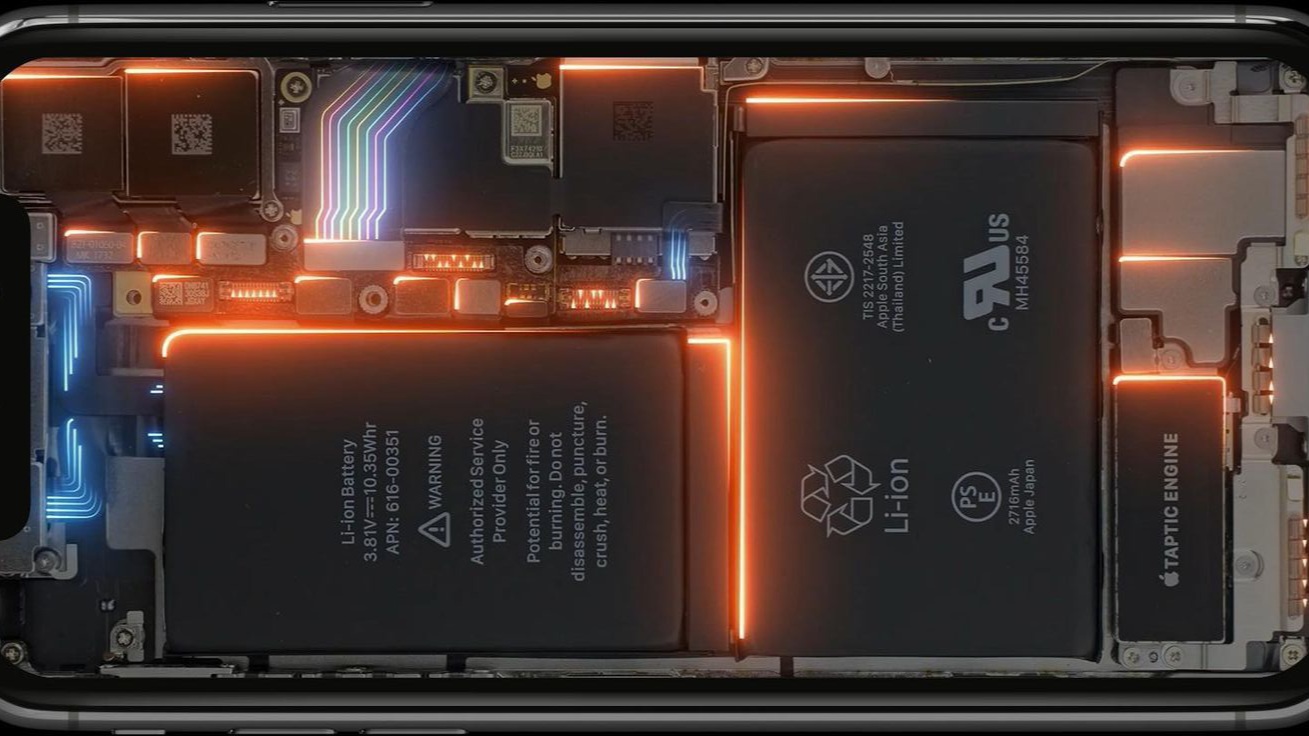 Li-ion Battery
3.81V⎓10.35Whr
APN: 616-00351
⚠ WARNING
Authorized Service
Provider Only
Potential for fire or
burning. Do not
disassemble, puncture,
crush, heat, or burn.
TIS 2217-2548
Apple South Asia
(Thailand) Limited
c RU US
MH45584
Li-ion
PS
E
2716mAh
Apple Japan
TAPTIC ENGINE